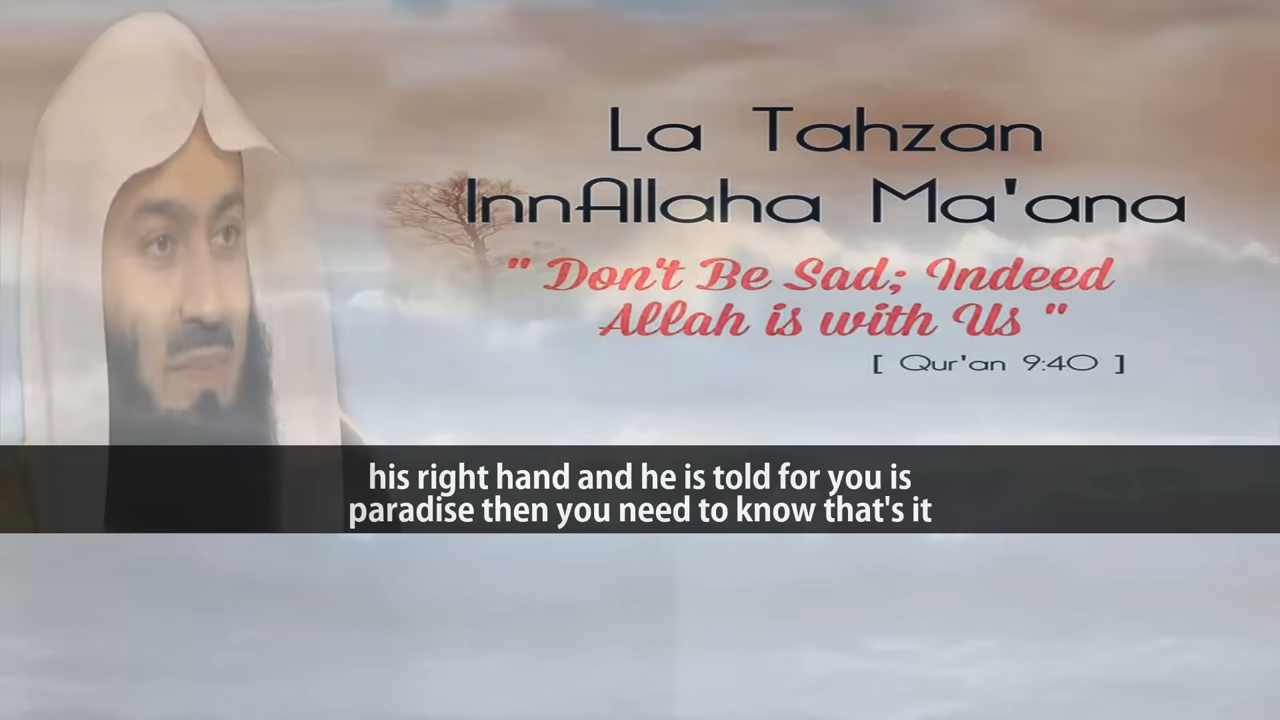 La Tahzan
InnAllaha Ma'ana
" Don't Be Sad; Indeed
Allah is with Us "
[ Qur'an 9:40 ]
his right hand and he is told for you is
paradise then you need to know that's it